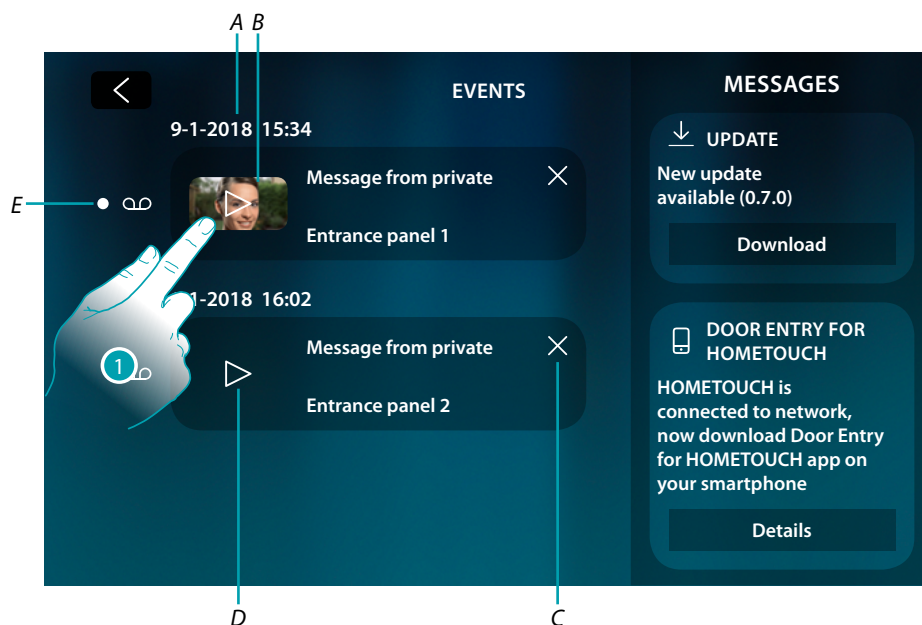 A B
EVENTS
9-1-2018 15:34
Message from private
Entrance panel 1
E
1-2018 16:02
Message from private
Entrance panel 2
1
D
C
MESSAGES
UPDATE
New update
available (0.7.0)
Download
DOOR ENTRY FOR
HOMETOUCH
HOMETOUCH is
connected to network,
now download Door Entry
for HOMETOUCH app on
your smartphone
Details